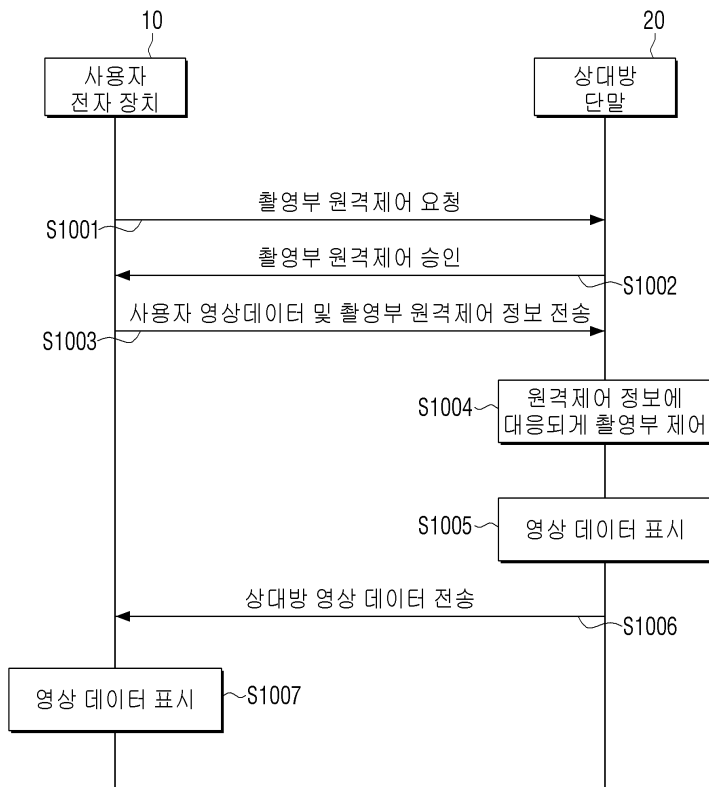 10
20
사용자
전자 장치
상대방
단말
촬영부 원격제어 요청
S1001
촬영부 원격제어 승인
S1002
사용자 영상데이터 및 촬영부 원격제어 정보 전송
S1003
원격제어 정보에
대응되게 촬영부 제어
S1004
영상 데이터 표시
S1005
상대방 영상 데이터 전송
S1006
영상 데이터 표시
S1007